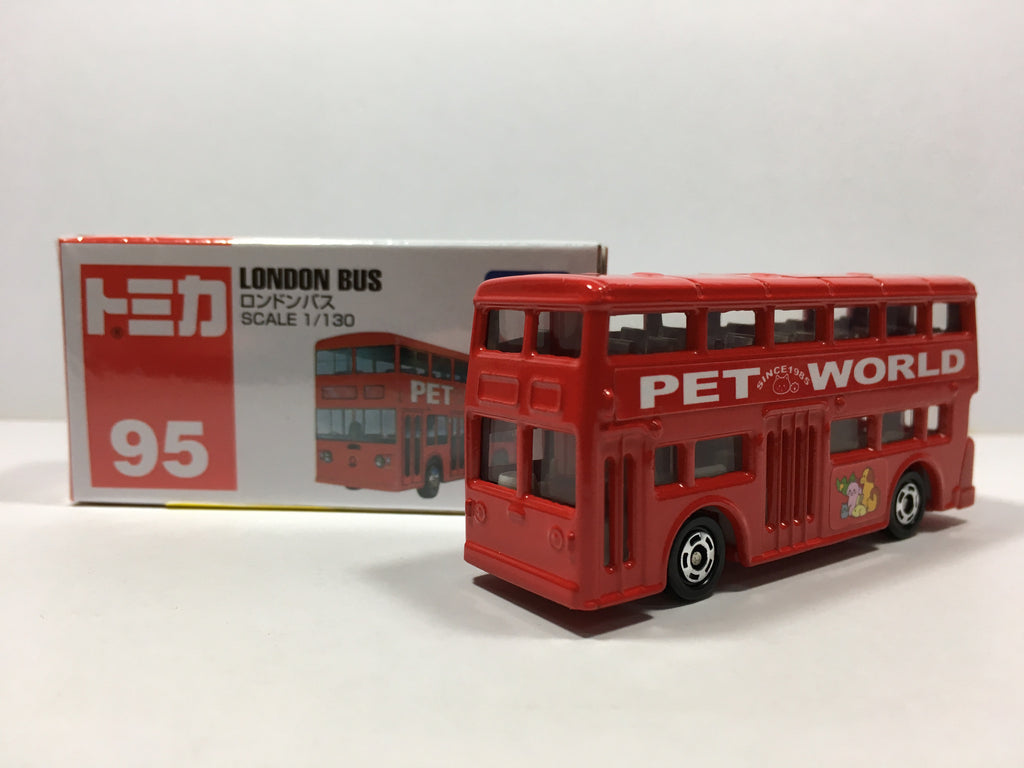 トミカ
®
95
LONDON BUS
ロンドンバス
SCALE 1/130
PET
PET SINCE1985 WORLD